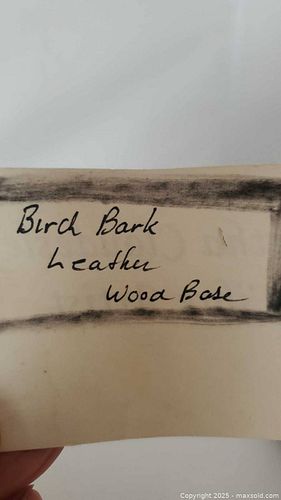 Birch Bark
Leather
Wood Base
Copyright 2025 - maxsold.com